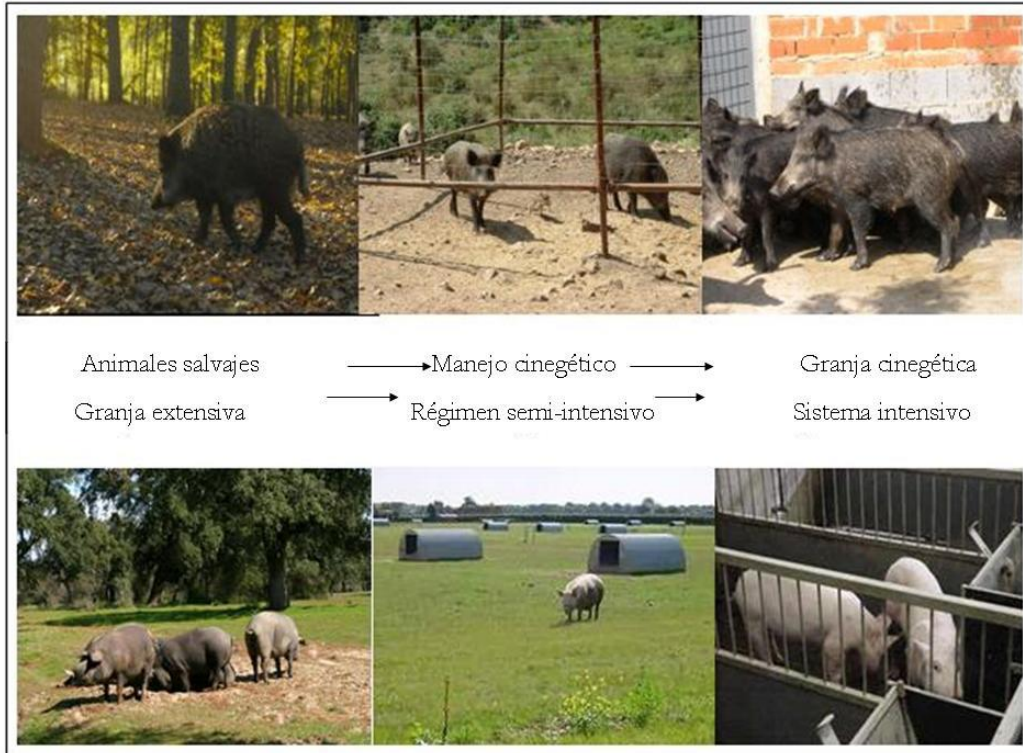 Animales salvajes Manejo cinegético Granja cinegética
Granja extensiva Régimen semi-intensivo Sistema intensivo